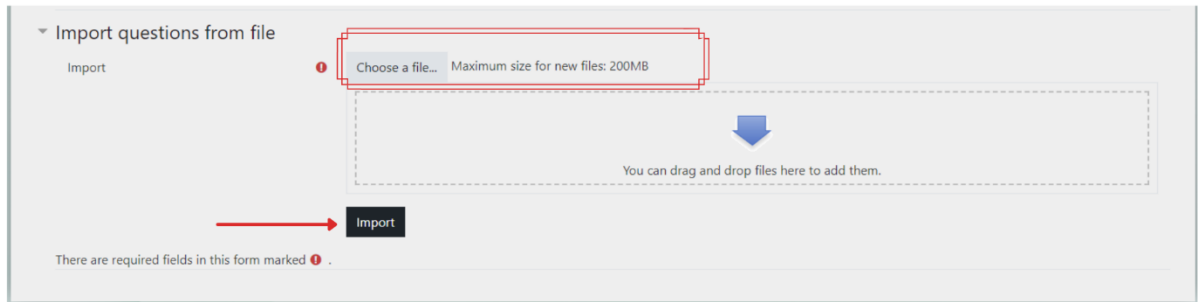 Import questions from file
Import
Choose a file... Maximum size for new files: 200MB
You can drag and drop files here to add them.
Import
There are required fields in this form marked .